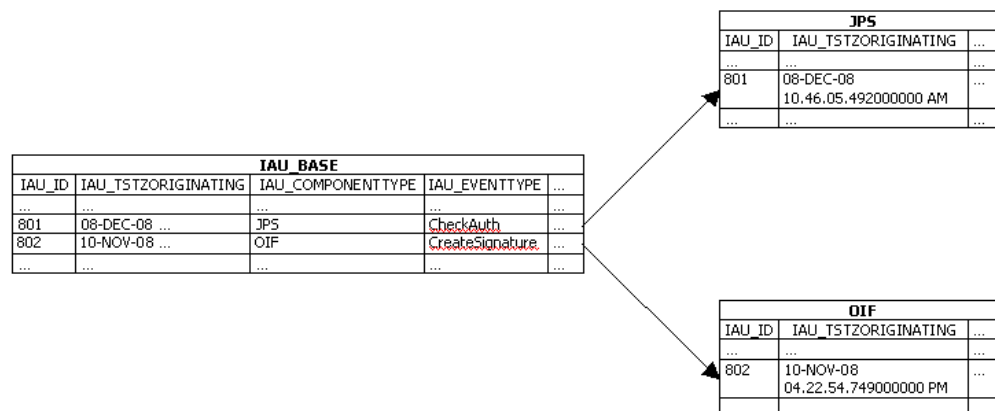 JPS
IAU_ID IAU_TSTZORIGINATING ...
... ... ...
801 08-DEC-08 ...
10.46.05.492000000 AM
... ... ...
IAU_BASE
IAU_ID IAU_TSTZORIGINATING IAU_COMPONENTTYPE IAU_EVENTTYPE ...
... ... ... ... ...
801 08-DEC-08 ... JPS CheckAuth ...
802 10-NOV-08 ... OIF CreateSignature ...
... ... ... ... ...
OIF
IAU_ID IAU_TSTZORIGINATING ...
... ... ...
802 10-NOV-08 ...
04.22.54.749000000 PM